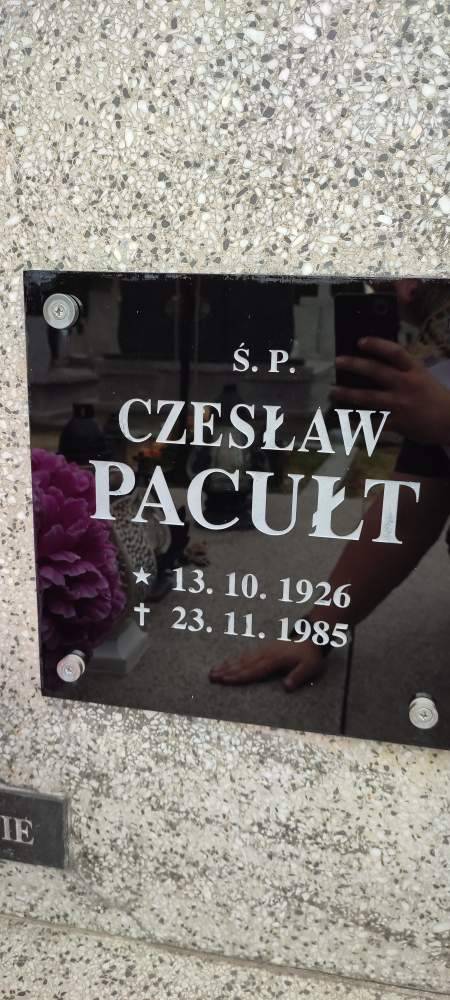 Ś. P.
CZESŁAW
PACUŁT
★ 13. 10. 1926
✝ 23. 11. 1985
IE